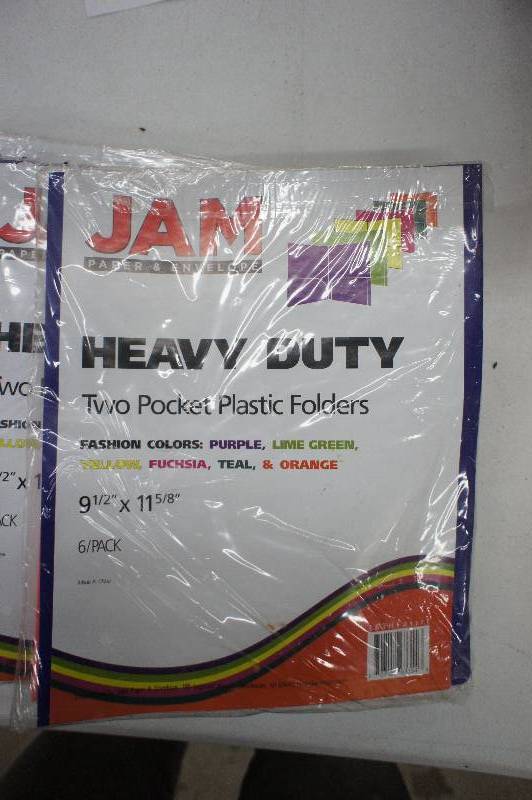 JAM
PAPER & ENVELOPE
HEAVY DUTY
Two Pocket Plastic Folders
FASHION COLORS: PURPLE, LIME GREEN,
YELLOW, FUCHSIA, TEAL, & ORANGE
9 1/2" x 11 5/8"
6/PACK